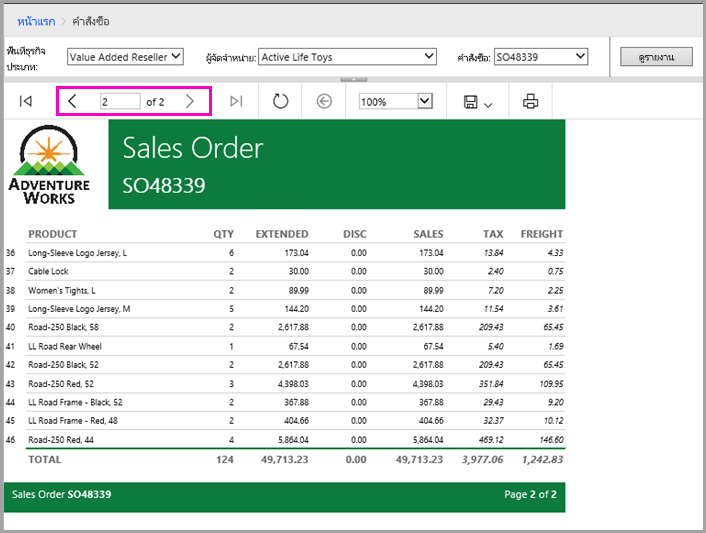 หน้าแรก > คำสั่งซื้อ
พื้นที่ธุรกิจ
ประเภท: Value Added Reseller ผู้จัดจำหน่าย: Active Life Toys คำสั่งซื้อ: SO48339 ดูรายงาน
2 of 2 100%
Sales Order
SO48339
ADVENTURE
WORKS
PRODUCT QTY EXTENDED DISC SALES TAX FREIGHT
36 Long-Sleeve Logo Jersey, L 6 173.04 0.00 173.04 13.84 4.33
37 Cable Lock 2 30.00 0.00 30.00 2.40 0.75
38 Women's Tights, L 2 89.99 0.00 89.99 7.20 2.25
39 Long-Sleeve Logo Jersey, M 5 144.20 0.00 144.20 11.54 3.61
40 Road-250 Black, 58 2 2,617.88 0.00 2,617.88 209.43 65.45
41 LL Road Rear Wheel 1 67.54 0.00 67.54 5.40 1.69
42 Road-250 Black, 52 2 2,617.88 0.00 2,617.88 209.43 65.45
43 Road-250 Red, 52 3 4,398.03 0.00 4,398.03 351.84 109.95
44 LL Road Frame - Black, 52 2 367.88 0.00 367.88 29.43 9.20
45 LL Road Frame - Red, 48 2 404.66 0.00 404.66 32.37 10.12
46 Road-250 Red, 44 4 5,864.04 0.00 5,864.04 469.12 146.60
TOTAL 124 49,713.23 0.00 49,713.23 3,977.06 1,242.83
Sales Order SO48339 Page 2 of 2